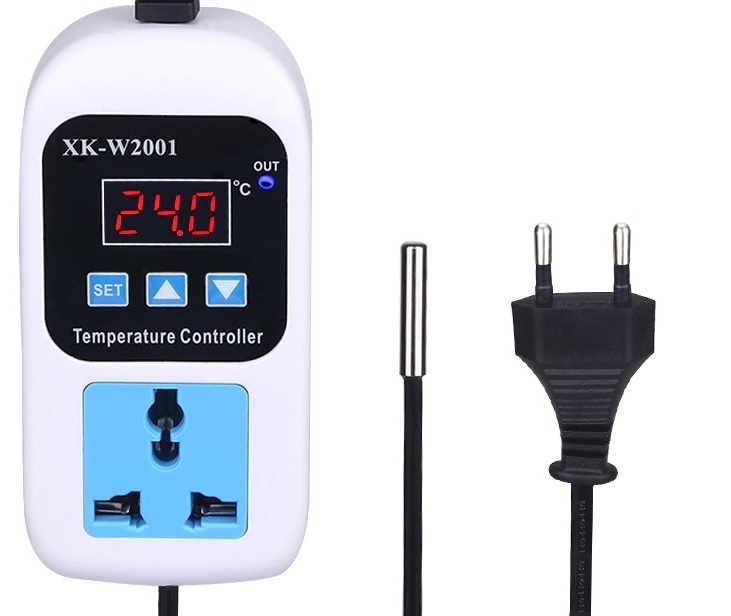 XK-W2001
OUT
24.0 °C
SET
Temperature Controller